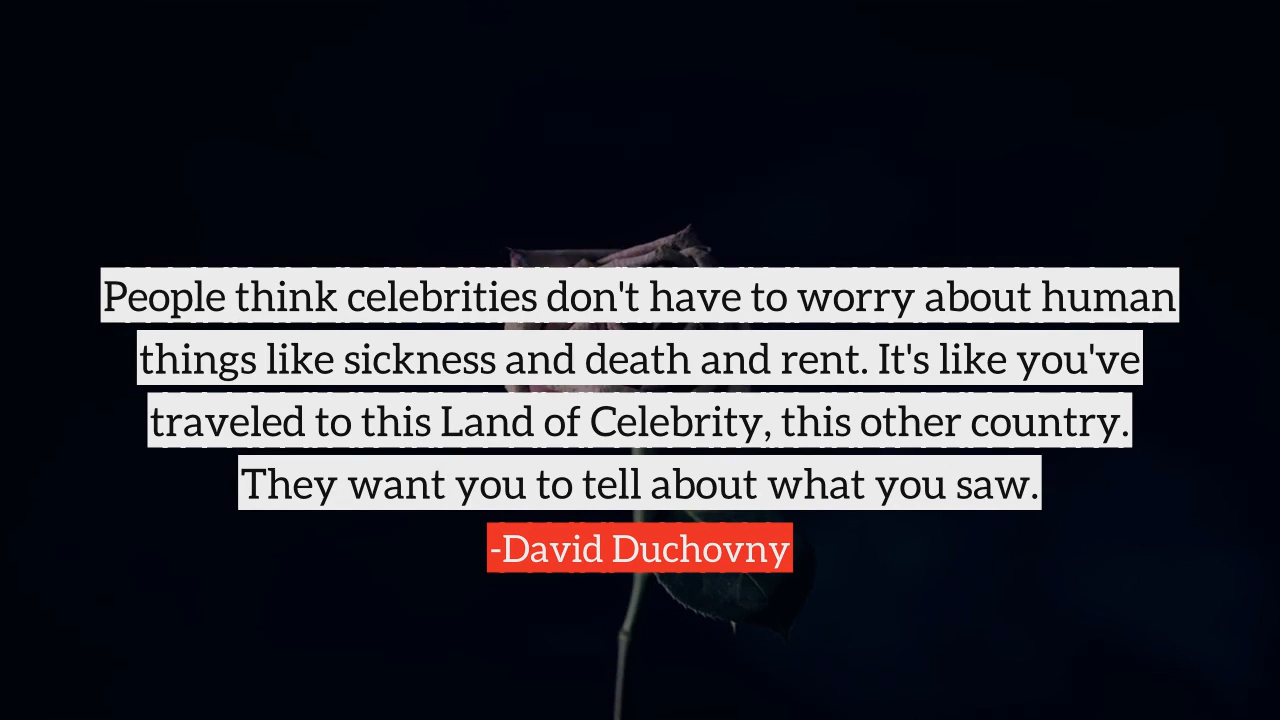 People think celebrities don't have to worry about human
things like sickness and death and rent. It's like you've
traveled to this Land of Celebrity, this other country.
They want you to tell about what you saw.
-David Duchovny